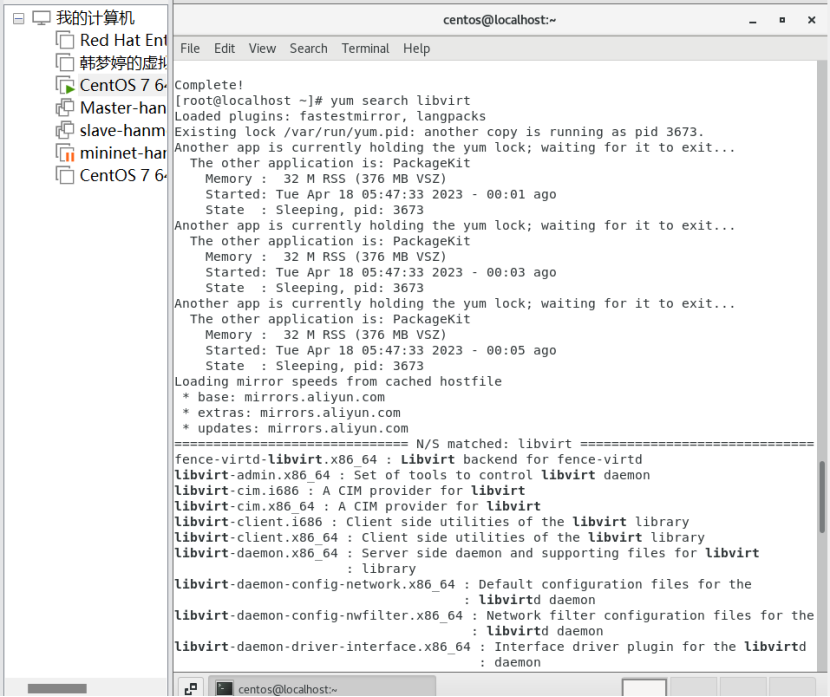 我的计算机
Red Hat Ent
韩梦婷的虚拟
CentOS 7 64
Master-han
slave-hanm
mininet-har
CentOS 7 64
centos@localhost:~
File Edit View Search Terminal Help
Complete!
[root@localhost ~]# yum search libvirt
Loaded plugins: fastestmirror, langpacks
Existing lock /var/run/yum.pid: another copy is running as pid 3673.
Another app is currently holding the yum lock; waiting for it to exit...
The other application is: PackageKit
Memory : 32 M RSS (376 MB VSZ)
Started: Tue Apr 18 05:47:33 2023 - 00:01 ago
State : Sleeping, pid: 3673
Another app is currently holding the yum lock; waiting for it to exit...
The other application is: PackageKit
Memory : 32 M RSS (376 MB VSZ)
Started: Tue Apr 18 05:47:33 2023 - 00:03 ago
State : Sleeping, pid: 3673
Another app is currently holding the yum lock; waiting for it to exit...
The other application is: PackageKit
Memory : 32 M RSS (376 MB VSZ)
Started: Tue Apr 18 05:47:33 2023 - 00:05 ago
State : Sleeping, pid: 3673
Loading mirror speeds from cached hostfile
* base: mirrors.aliyun.com
* extras: mirrors.aliyun.com
* updates: mirrors.aliyun.com
============================== N/S matched: libvirt ==============================
fence-virtd-libvirt.x86_64 : Libvirt backend for fence-virtd
libvirt-admin.x86_64 : Set of tools to control libvirt daemon
libvirt-cim.i686 : A CIM provider for libvirt
libvirt-cim.x86_64 : A CIM provider for libvirt
libvirt-client.i686 : Client side utilities of the libvirt library
libvirt-client.x86_64 : Client side utilities of the libvirt library
libvirt-daemon.x86_64 : Server side daemon and supporting files for libvirt
: library
libvirt-daemon-config-network.x86_64 : Default configuration files for the
: libvirtd daemon
libvirt-daemon-config-nwfilter.x86_64 : Network filter configuration files for the
: libvirtd daemon
libvirt-daemon-driver-interface.x86_64 : Interface driver plugin for the libvirtd
: daemon
centos@localhost:~